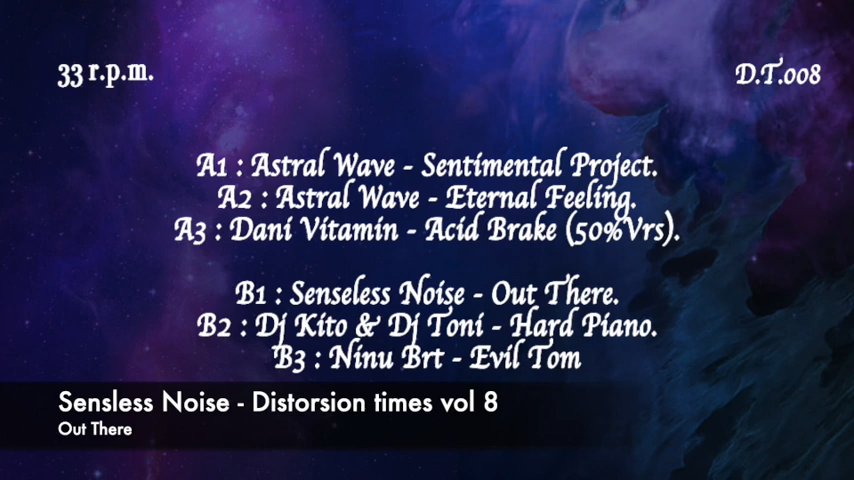 33 r.p.m.
D.T.008
A1 : Astral Wave - Sentimental Project.
A2 : Astral Wave - Eternal Feeling.
A3 : Dani Vitamin - Acid Brake (50%Vrs).
B1 : Senseless Noise - Out There.
B2 : Dj Kito & Dj Toni - Hard Piano.
B3 : Ninu Brt - Evil Tom
Sensless Noise - Distorsion times vol 8
Out There